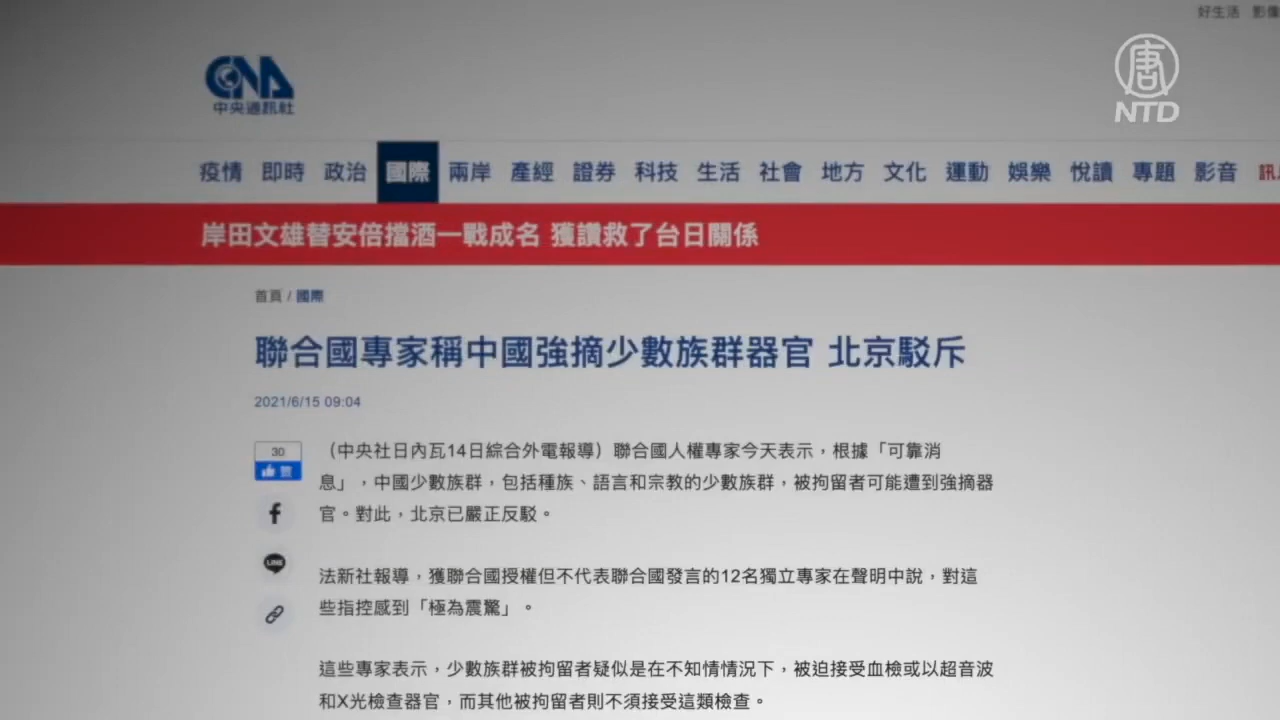 好生活 影像
CNA
中央通訊社
唐
NTD
疫情 即時 政治 國際 兩岸 產經 證券 科技 生活 社會 地方 文化 運動 娛樂 悅讀 專題 影音 訊息
岸田文雄替安倍擋酒一戰成名 獲讚救了台日關係
首頁 / 國際
聯合國專家稱中國強摘少數族群器官 北京駁斥
2021/6/15 09:04
30
讚
（中央社日內瓦14日綜合外電報導）聯合國人權專家今天表示，根據「可靠消
息」，中國少數族群，包括種族、語言和宗教的少數族群，被拘留者可能遭到強摘器
官。對此，北京已嚴正反駁。
LINE
法新社報導，獲聯合國授權但不代表聯合國發言的12名獨立專家在聲明中說，對這
些指控感到「極為震驚」。
這些專家表示，少數族群被拘留者疑似是在不知情情況下，被迫接受血檢或以超音波
和X光檢查器官，而其他被拘留者則不須接受這類檢查。